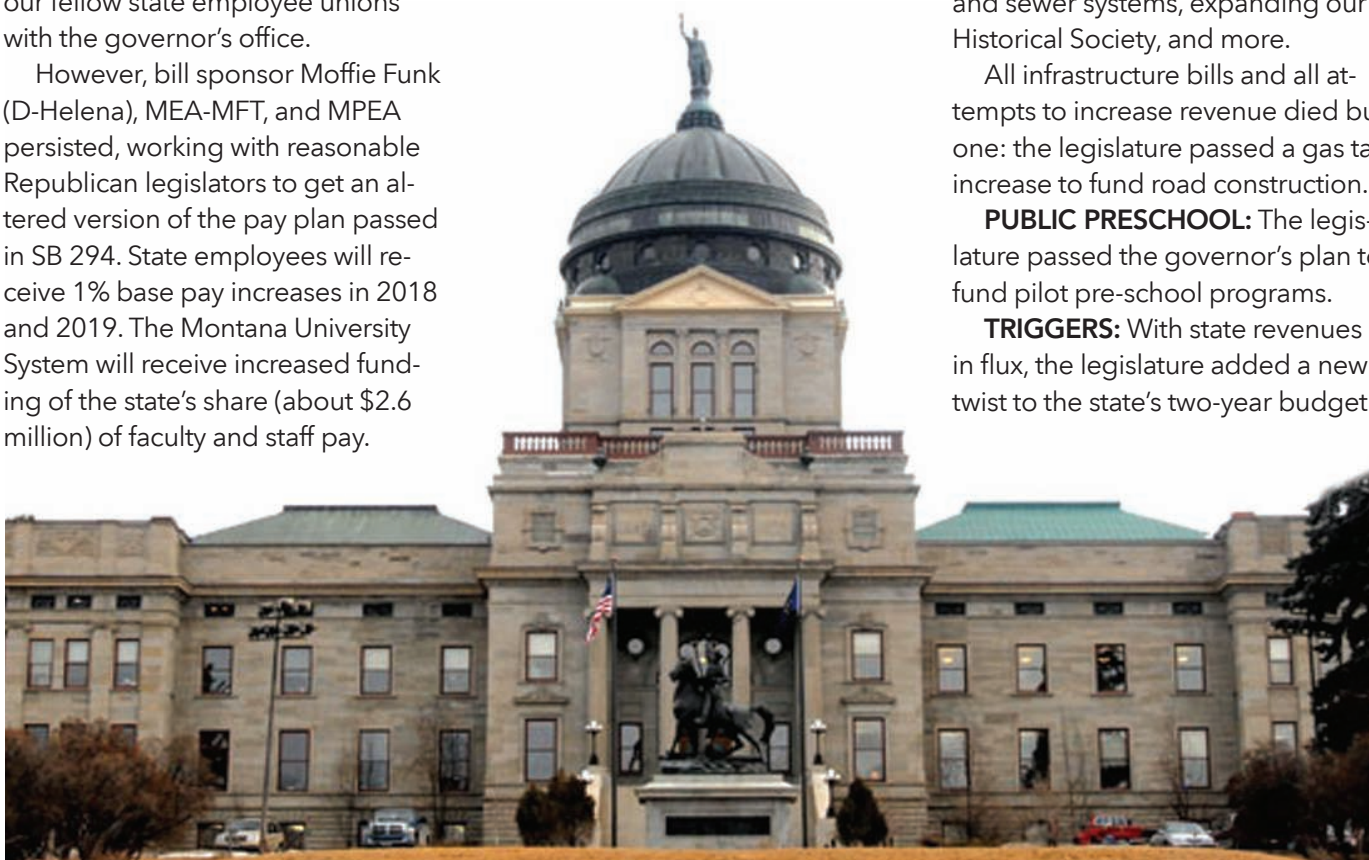 our fellow state employee unions
with the governor’s office.
However, bill sponsor Moffie Funk
(D-Helena), MEA-MFT, and MPEA
persisted, working with reasonable
Republican legislators to get an al-
tered version of the pay plan passed
in SB 294. State employees will re-
ceive 1% base pay increases in 2018
and 2019. The Montana University
System will receive increased fund-
ing of the state’s share (about $2.6
million) of faculty and staff pay.
and sewer systems, expanding our
Historical Society, and more.
All infrastructure bills and all at-
tempts to increase revenue died
one: the legislature passed a gas
increase to fund road construction.
PUBLIC PRESCHOOL: The legis-
lature passed the governor’s plan
fund pilot pre-school programs.
TRIGGERS: With state revenues
in flux, the legislature added a new
twist to the state’s two-year budget